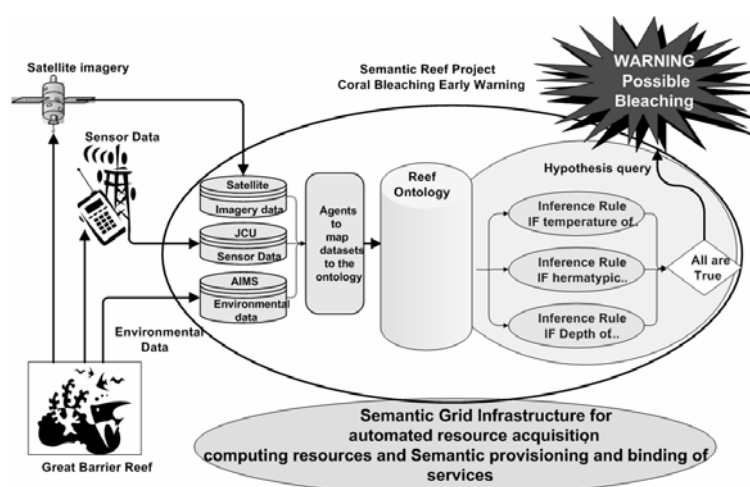 Satellite imagery
Sensor Data
Semantic Reef Project
Coral Bleaching Early Warning
WARNING
Possible
Bleaching
Satellite
Imagery data
JCU
Sensor Data
AIMS
Environmental
data
Agents
to
map
datasets
to the
ontology
Reef
Ontology
Hypothesis query
Inference Rule
IF temperature of..
Inference Rule
IF hermatypic..
Inference Rule
IF Depth of..
All are
True
Environmental
Data
Great Barrier Reef
Semantic Grid Infrastructure for
automated resource acquisition
computing resources and Semantic provisioning and binding of
services